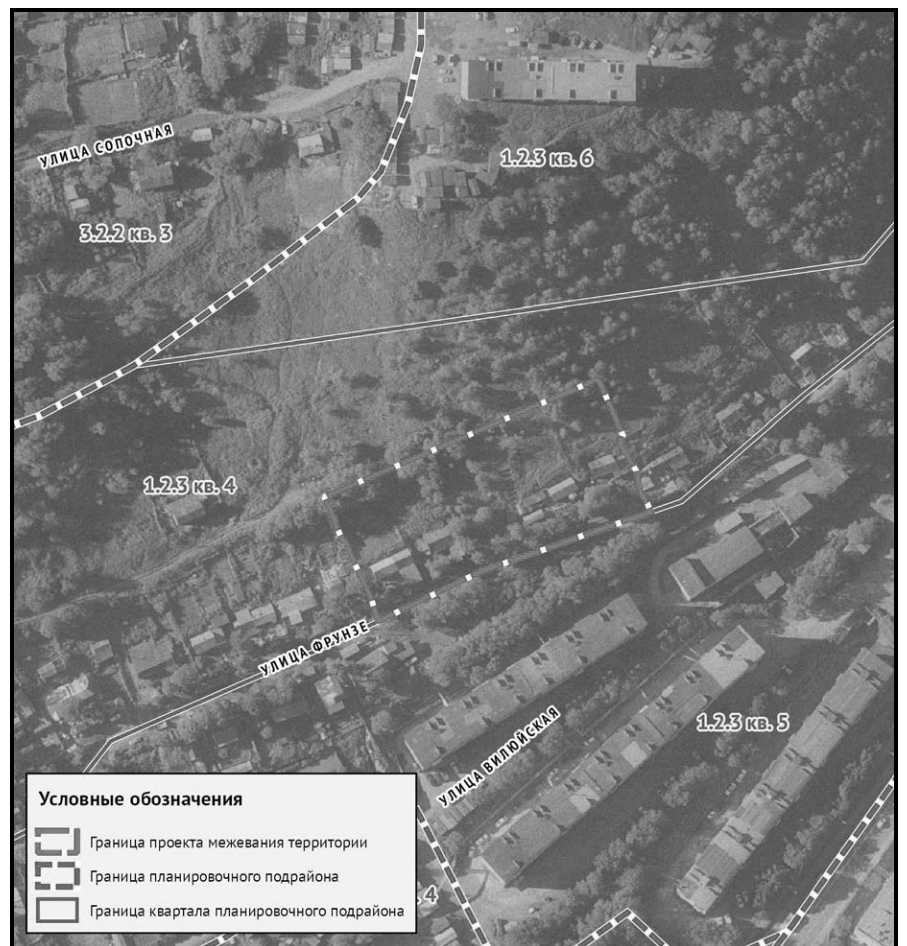 УЛИЦА СОПОЧНАЯ
1.2.3 кв. 6
3.2.2 кв. 3
1.2.3 кв. 4
УЛИЦА ФРУНЗЕ
1.2.3 кв. 5
УЛИЦА ВИЛЮЙСКАЯ
Условные обозначения
Граница проекта межевания территории
Граница планировочного подрайона
Граница квартала планировочного подрайона
4